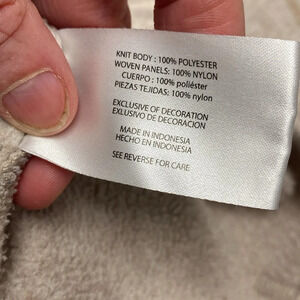 KNIT BODY : 100% POLYESTER
WOVEN PANELS: 100% NYLON
CUERPO : 100% poliéster
PIEZAS TEJIDAS: 100% nylon
EXCLUSIVE OF DECORATION
EXLUSIVO DE DECORACION
MADE IN INDONESIA
HECHO EN INDONESIA
SEE REVERSE FOR CARE